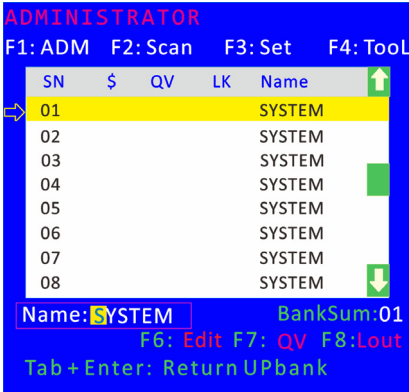 ADMINISTRATOR
F1: ADM F2: Scan F3: Set F4: TooL
SN $ QV LK Name
01 SYSTEM
02 SYSTEM
03 SYSTEM
04 SYSTEM
05 SYSTEM
06 SYSTEM
07 SYSTEM
08 SYSTEM
Name: SYSTEM BankSum:01
F6: Edit F7: QV F8:Lout
Tab+Enter: Return UPbank